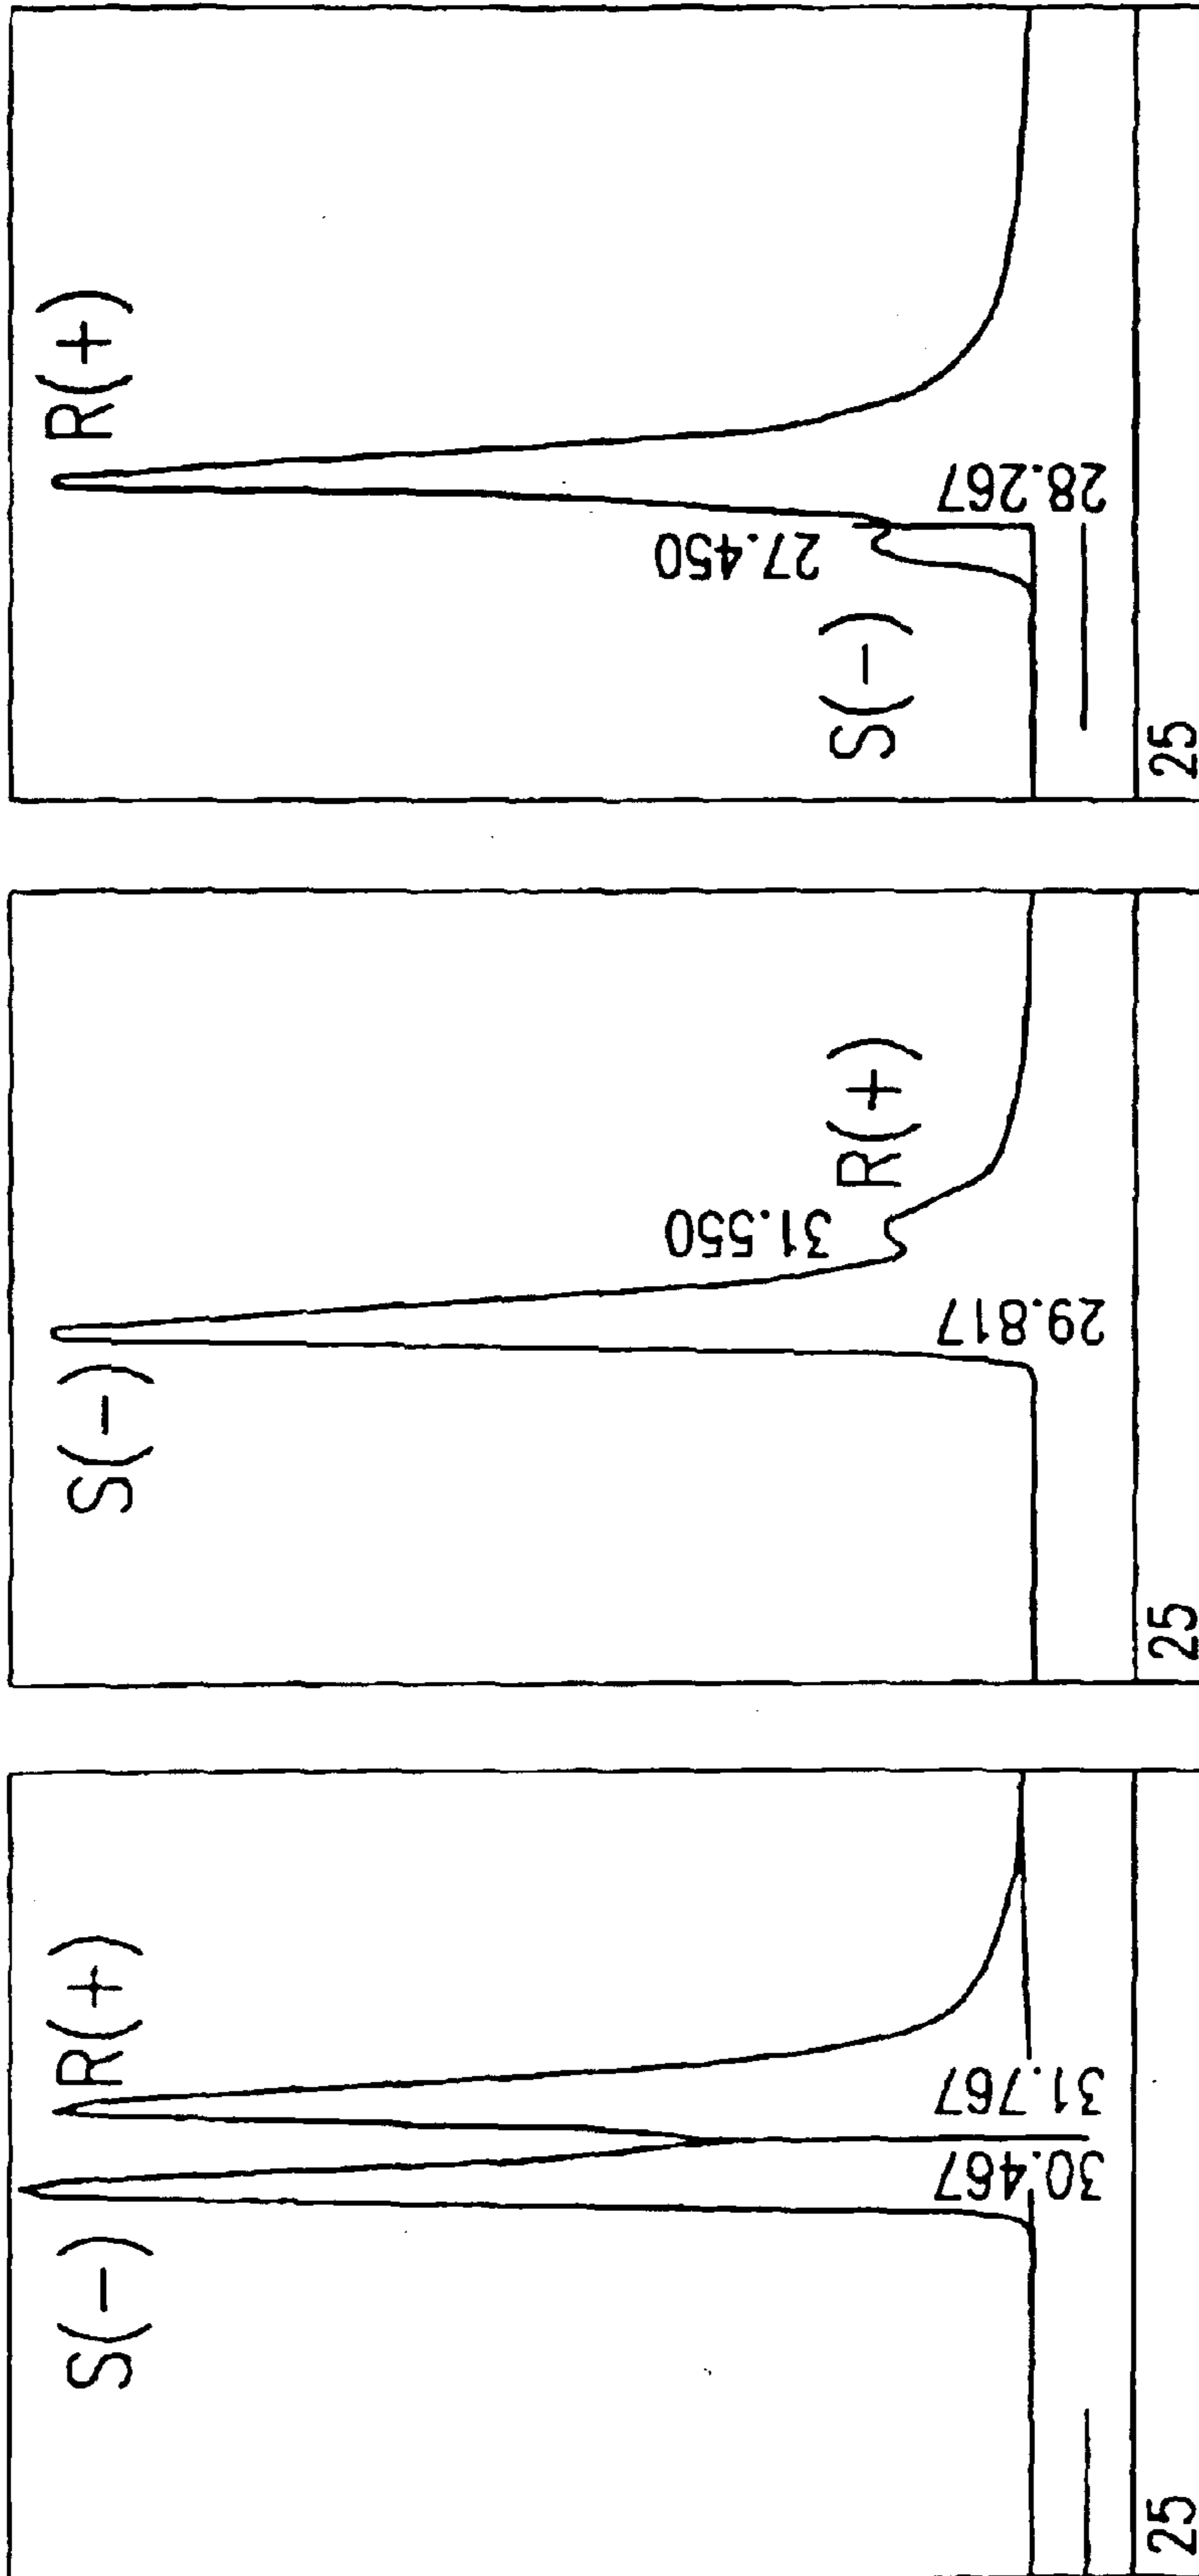 S(-)
R(+)
30.467
31.767
25
S(-)
R(+)
31.550
29.817
25
R(+)
S(-)
27.450
28.267
25